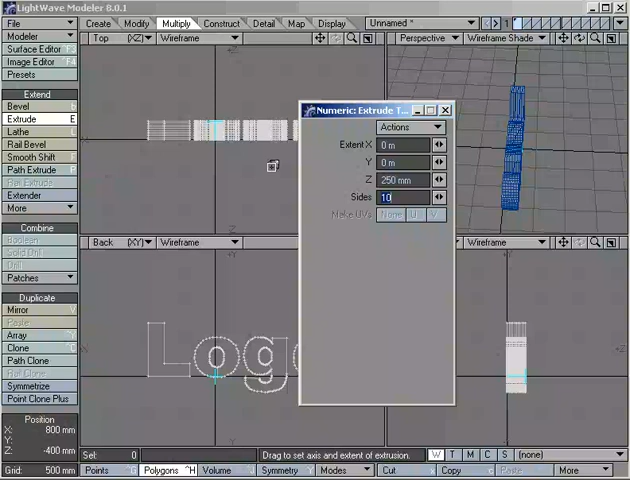 LightWave Modeler 8.0.1
File
Create
Modify
Multiply
Construct
Detail
Map
Display
Unnamed *
Modeler
Surface Editor F5
Image Editor F4
Presets
Top
(XZ)
Wireframe
Perspective
Wireframe Shade
Extend
Bevel b
Extrude E
Lathe L
Rail Bevel
Smooth Shift F
Path Extrude P
Rail Extrude
Extender
More
Combine
Boolean
Solid Drill
Drill
Patches
Duplicate
Mirror V
Paste
Array ^Y
Clone ^C
Path Clone
Rail Clone
Symmetrize
Point Clone Plus
Numeric: Extrude T...
Actions
Extent X 0 m
Y 0 m
Z 250 mm
Sides 10
Make UVs None U V
+Z
-Z
Back
(XY)
Wireframe
Wireframe
+Y
+Y
Log
-Y
-Y
Position
X: 800 mm
Y:
Z: -400 mm
Grid: 500 mm
Sel: 0
Drag to set axis and extent of extrusion.
W T M C S
(none)
Points ^G
Polygons ^H
Volume ^J
Symmetry Y
Modes
Cut x
Copy c
Paste v
More